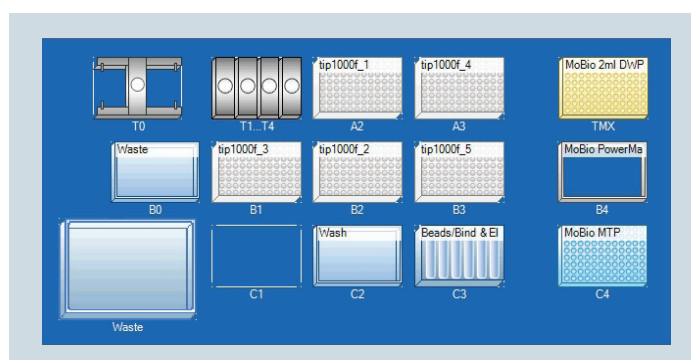 tip1000f_1
tip1000f_4
MoBio 2ml DWP
T0
T1...T4
A2
A3
TMX
Waste
tip1000f_3
tip1000f_2
tip1000f_5
MoBio PowerMa
B0
B1
B2
B3
B4
Wash
Beads/Bind & El
MoBio MTP
C1
C2
C3
C4
Waste